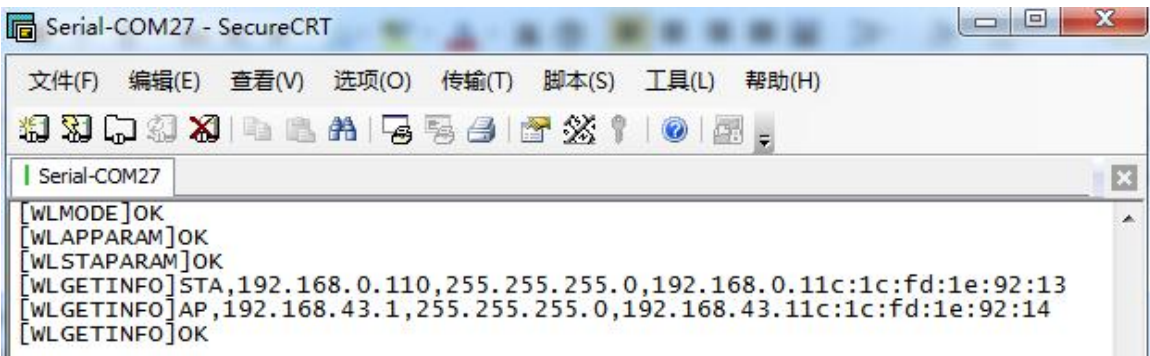 Serial-COM27 - SecureCRT
文件(F) 编辑(E) 查看(V) 选项(O) 传输(T) 脚本(S) 工具(L) 帮助(H)
Serial-COM27
[WLMODE]OK
[WLAPPARAM]OK
[WLSTAPARAM]OK
[WLGETINFO]STA,192.168.0.110,255.255.255.0,192.168.0.11c:1c:fd:1e:92:13
[WLGETINFO]AP,192.168.43.1,255.255.255.0,192.168.43.11c:1c:fd:1e:92:14
[WLGETINFO]OK